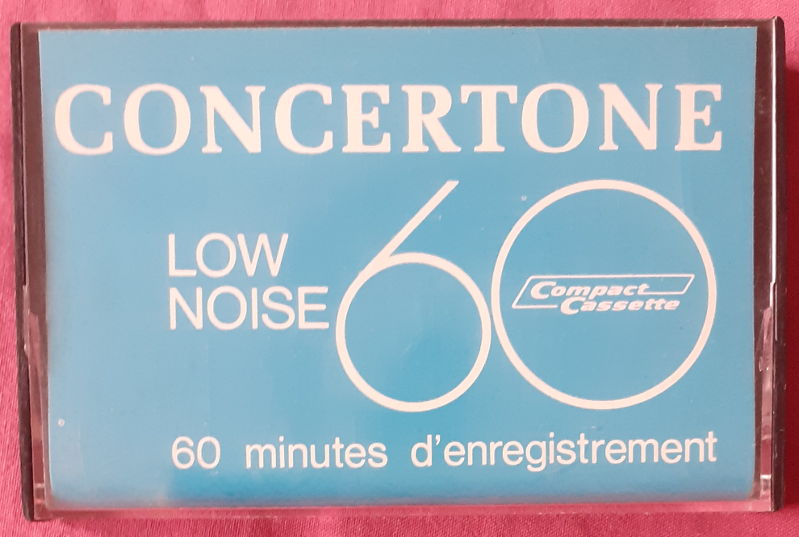 CONCERTONE
LOW
NOISE
60
Compact
Cassette
60 minutes d'enregistrement